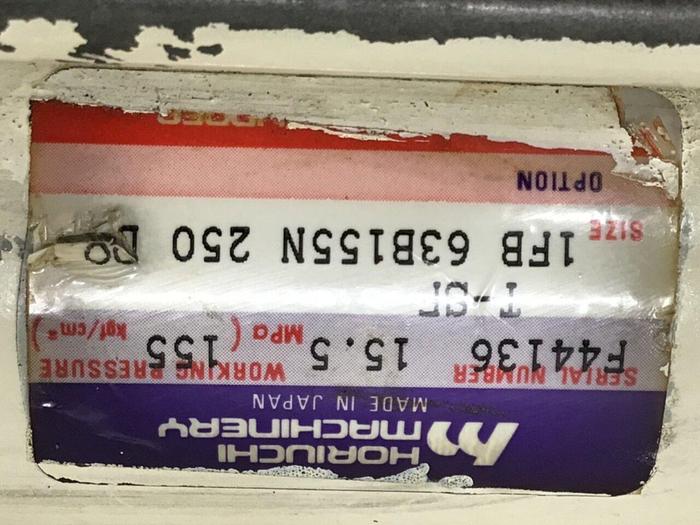 HORIUCHI
MACHINERY
MADE IN JAPAN
SERIAL NUMBER WORKING PRESSURE
F44136 15.5 MPa ( 155 kgf/cm² )
SIZE 1FB 63B155N 250
OPTION